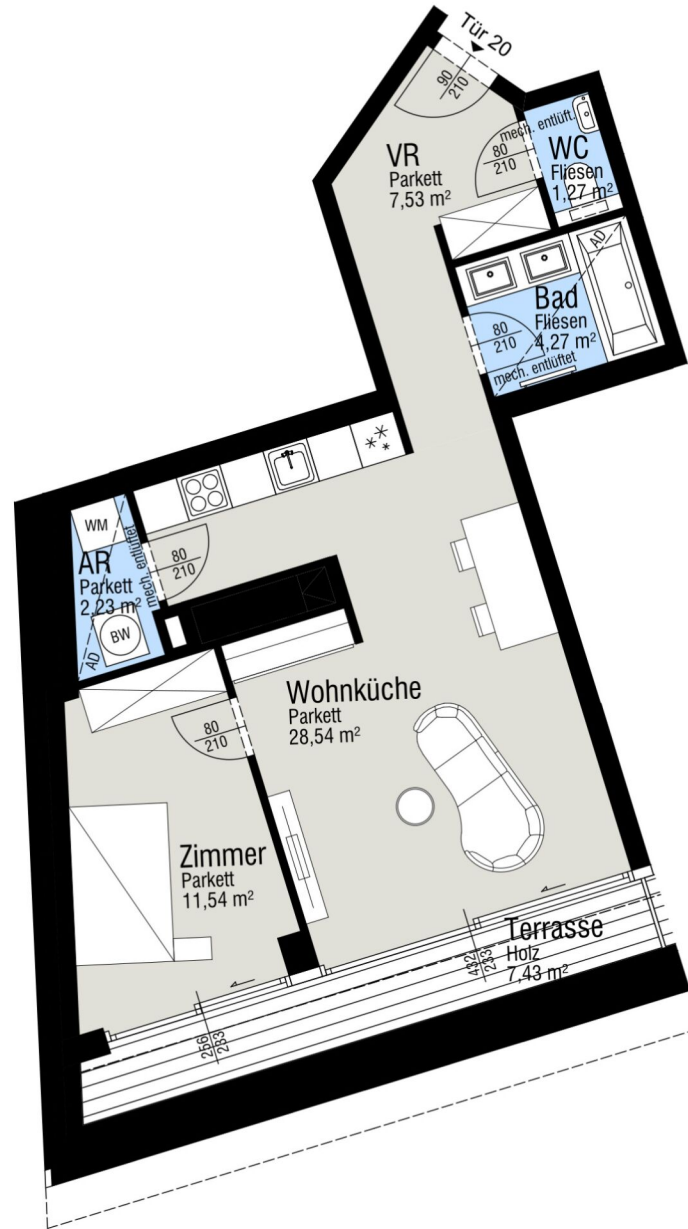 Tür 20
90
210
VR
Parkett
7,53 m²
mech. entlüft.
80
210
WC
Fliesen
1,27 m²
AD
Bad
Fliesen
4,27 m²
80
210
mech. entlüftet
WM
AR
Parkett
2,23 m²
mech. entlüftet
80
210
AD
BW
Wohnküche
Parkett
28,54 m²
80
210
Zimmer
Parkett
11,54 m²
Terrasse
Holz
7,43 m²
432
233
256
233